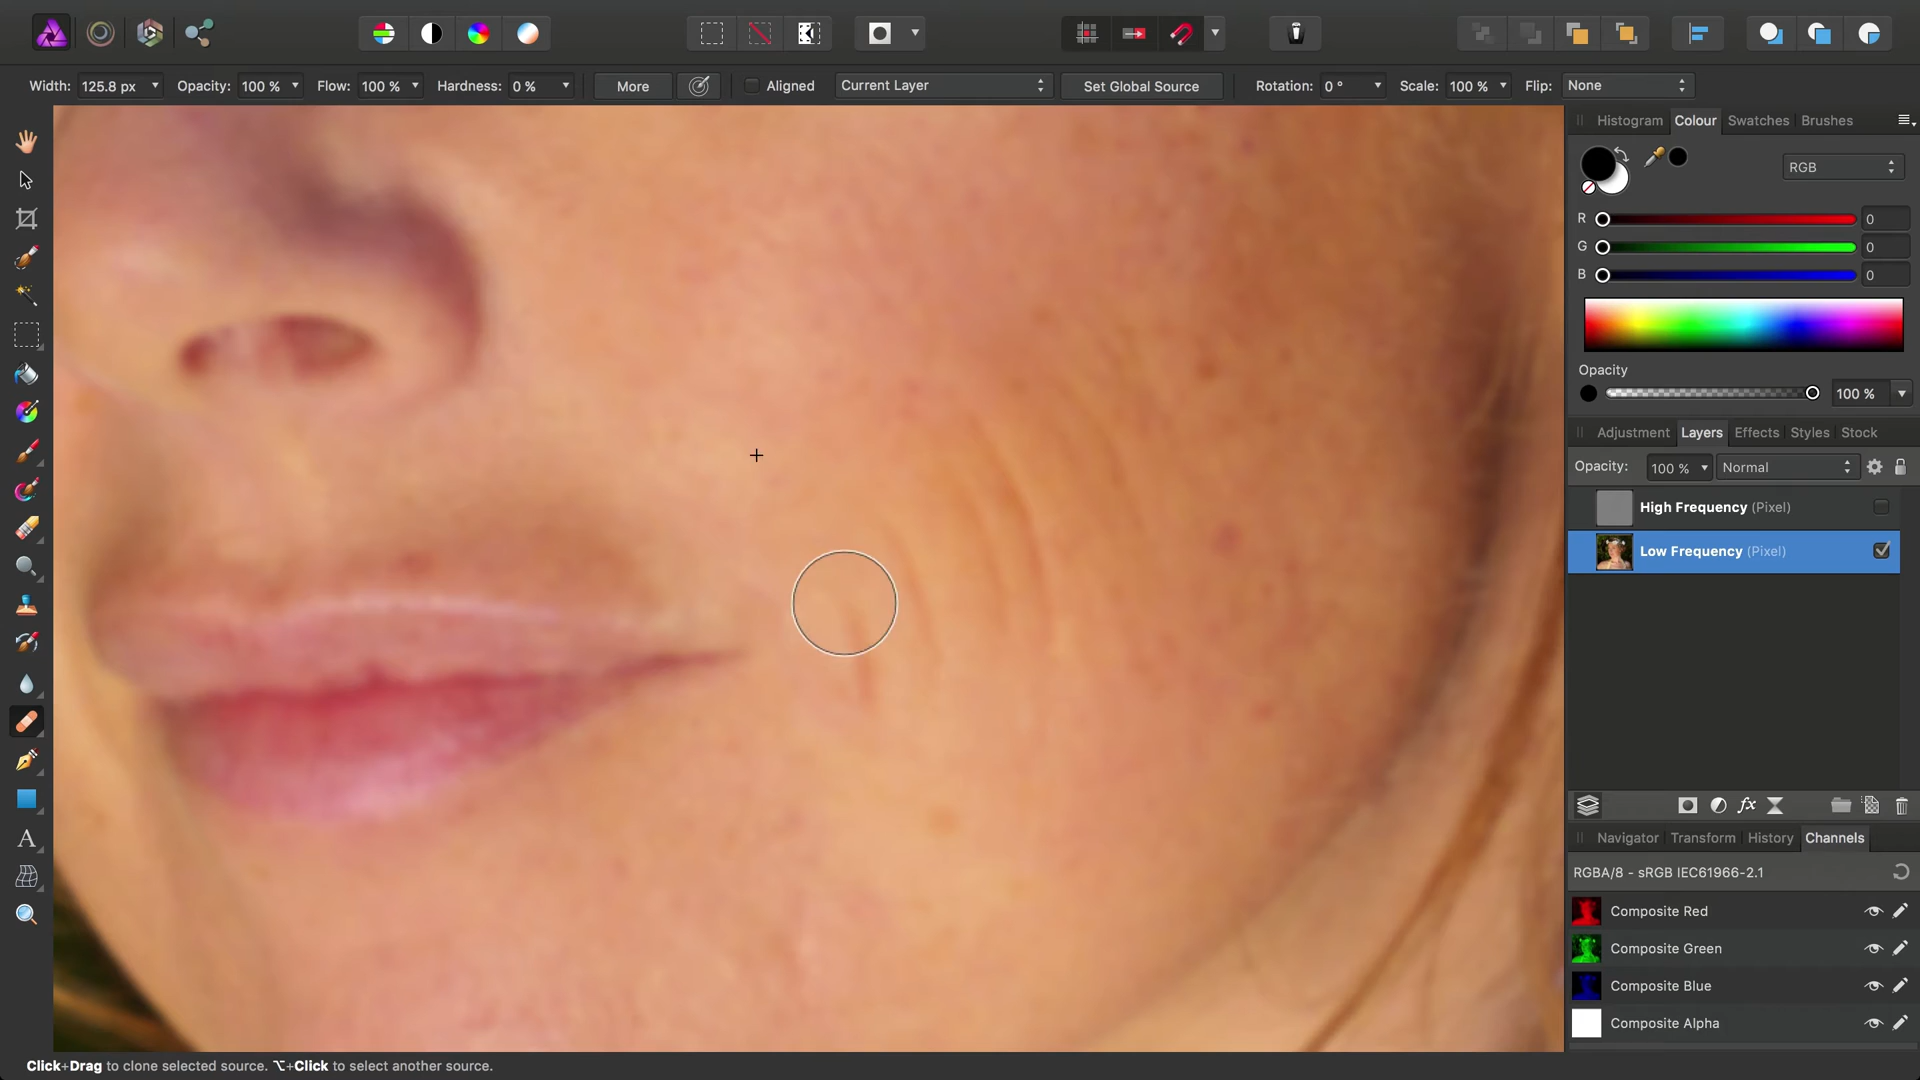 Width: 125.8 px Opacity: 100 % Flow: 100 % Hardness: 0 % More Aligned Current Layer Set Global Source Rotation: 0 ° Scale: 100 % Flip: None
Histogram Colour Swatches Brushes
RGB
R 0
G 0
B 0
Opacity
100 %
Adjustment Layers Effects Styles Stock
Opacity: 100 % Normal
High Frequency (Pixel)
Low Frequency (Pixel)
fx
Navigator Transform History Channels
RGBA/8 - sRGB IEC61966-2.1
Composite Red
Composite Green
Composite Blue
Composite Alpha
Click+Drag to clone selected source. ⌥+Click to select another source.